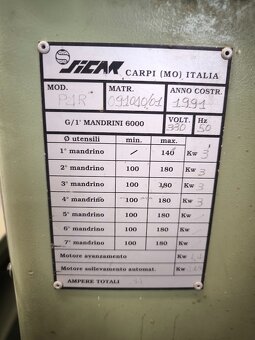 SICAR
CARPI (MO) ITALIA
MOD. MATR. ANNO COSTR.
P1R 091010/01 1991
G/1' MANDRINI 6000 VOLT. 330 Hz 50
Ø utensili min. max.
1° mandrino / 140 Kw 3
2° mandrino 100 180 Kw 3
3° mandrino 100 180 Kw 3
4° mandrino 100 180 Kw 3
5° mandrino 100 180 Kw
6° mandrino 100 180 Kw
7° mandrino 100 180 Kw
Motore avanzamento Kw
Motore sollevamento automat. Kw
AMPERE TOTALI